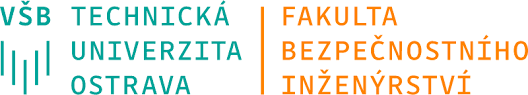 VŠB TECHNICKÁ
UNIVERZITA
OSTRAVA
FAKULTA
BEZPEČNOSTNÍHO
INŽENÝRSTVÍ